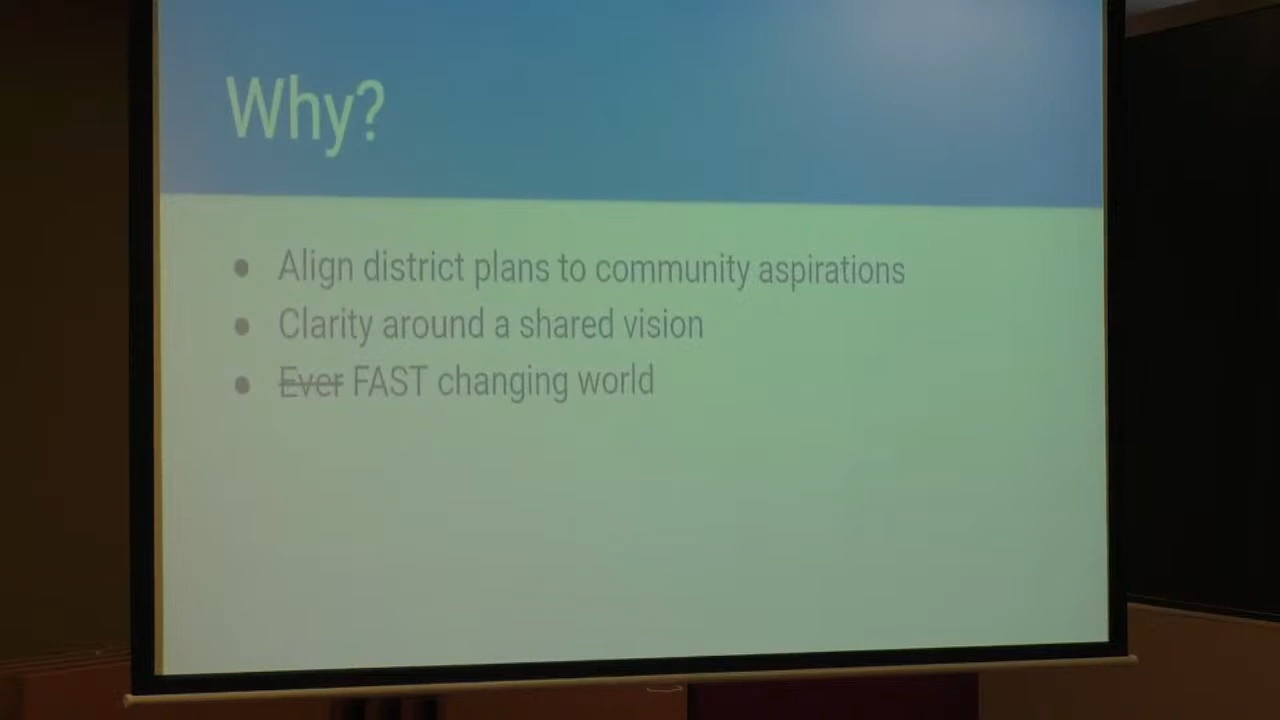 Why?
• Align district plans to community aspirations
• Clarity around a shared vision
• Ever FAST changing world